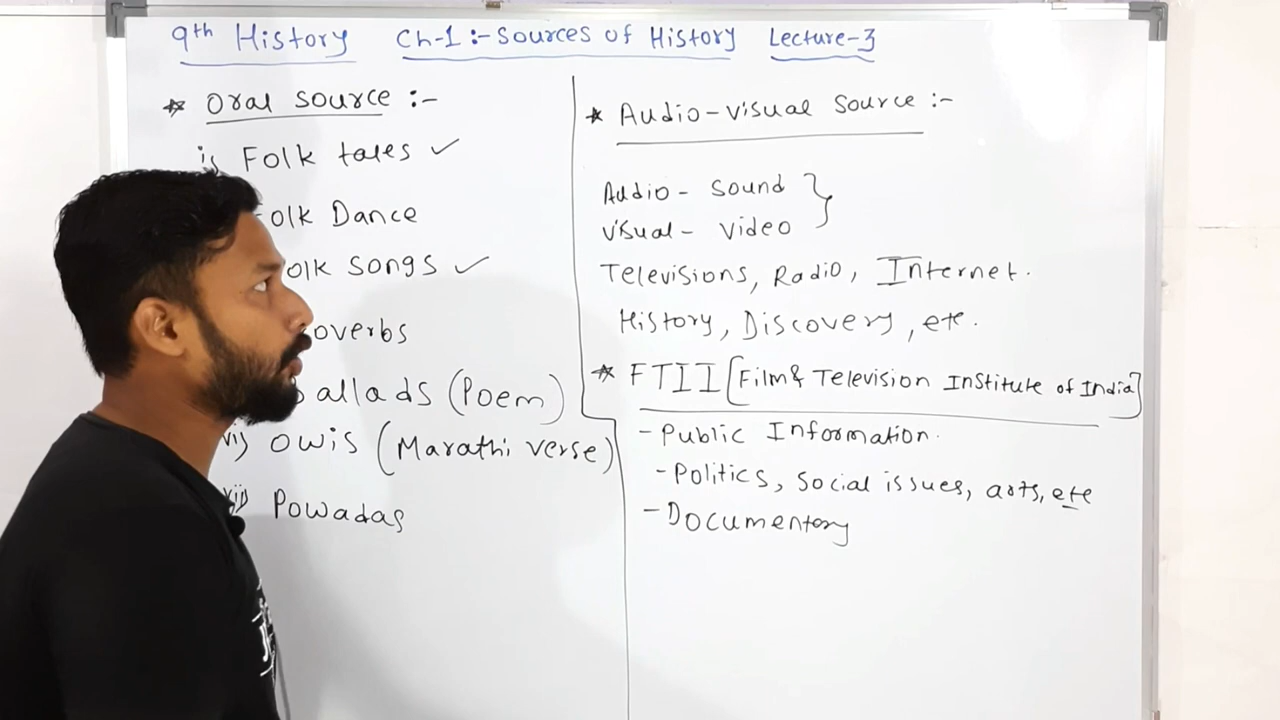 9th History Ch-1:- Sources of History Lecture-3
* Oral source :-
i) Folk tales ✓
olk Dance
olk songs ✓
overbs
allads (Poem)
vi) owis (Marathi verse)
vii) Powadas
* Audio-visual source :-
Audio - sound }
visual - video
Televisions, Radio, Internet.
History, Discovery, etc.
* FTII [Film & Television Institute of India]
- Public Information.
- Politics, social issues, arts, etc
- Documentory